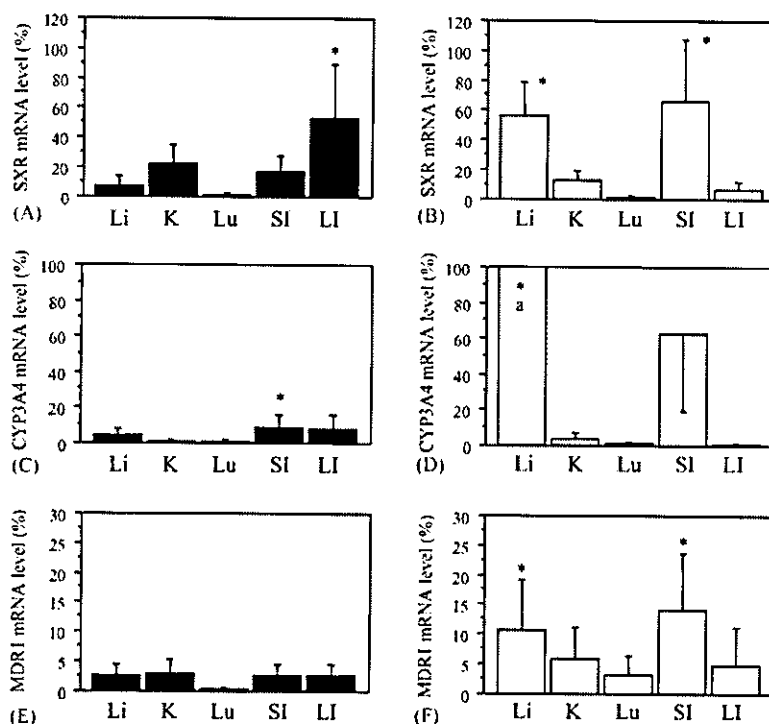 SXR mRNA level (%)
120
100
80
60
40
20
0
*
(A)
Li K Lu SI LI
SXR mRNA level (%)
120
100
80
60
40
20
0
*
*
(B)
Li K Lu SI LI
CYP3A4 mRNA level (%)
100
80
60
40
20
0
*
(C)
Li K Lu SI LI
CYP3A4 mRNA level (%)
100
80
60
40
20
0
*
a
(D)
Li K Lu SI LI
MDR1 mRNA level (%)
30
25
20
15
10
5
0
(E)
Li K Lu SI LI
MDR1 mRNA level (%)
30
25
20
15
10
5
0
*
*
(F)
Li K Lu SI LI